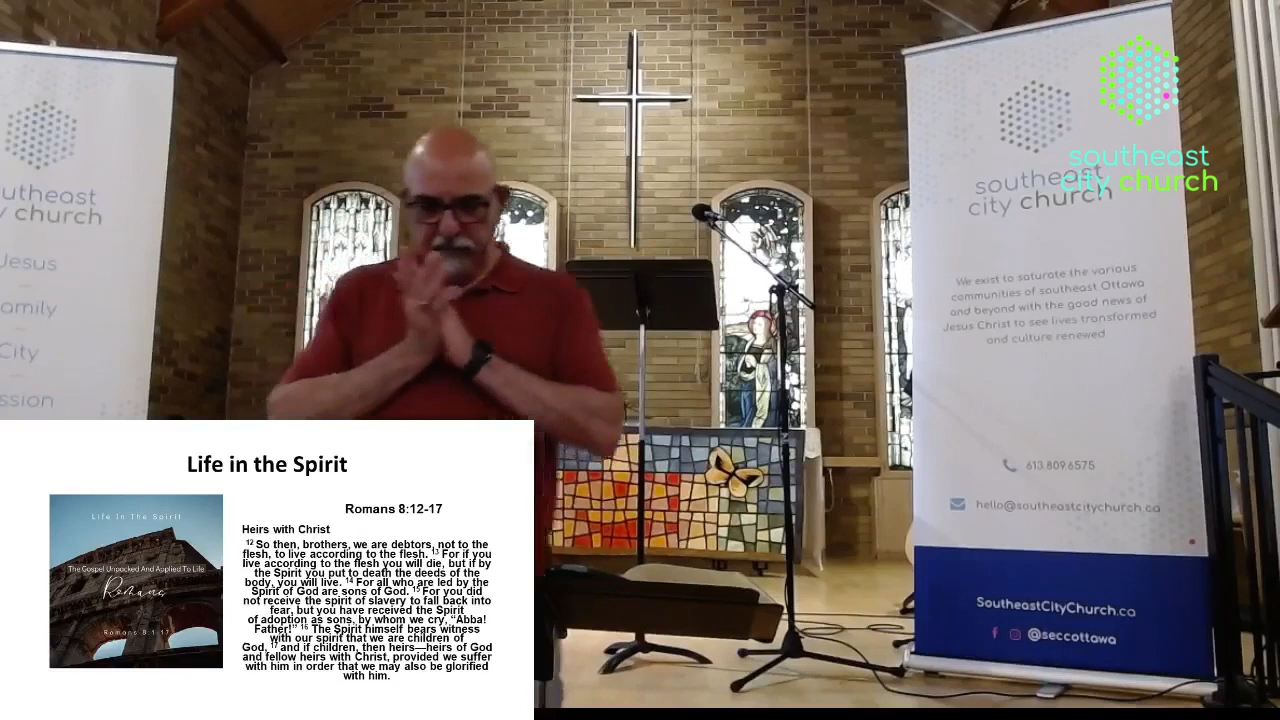 utheast
y church
Jesus
amily
City
ssion
southeast
city church
southeast
city church
We exist to saturate the various
communities of southeast Ottawa
and beyond with the good news of
Jesus Christ to see lives transformed
and culture renewed
613.809.6575
hello@southeastcitychurch.ca
SoutheastCityChurch.ca
@seccottawa
Life in the Spirit
Life In The Spirit
The Gospel Unpacked And Applied To Life
Romans
Romans 8:1-17
Romans 8:12-17
Heirs with Christ
12 So then, brothers, we are debtors, not to the
flesh, to live according to the flesh. 13 For if you
live according to the flesh you will die, but if by
the Spirit you put to death the deeds of the
body, you will live. 14 For all who are led by the
Spirit of God are sons of God. 15 For you did
not receive the spirit of slavery to fall back into
fear, but you have received the Spirit
of adoption as sons, by whom we cry, “Abba!
Father!” 16 The Spirit himself bears witness
with our spirit that we are children of
God, 17 and if children, then heirs—heirs of God
and fellow heirs with Christ, provided we suffer
with him in order that we may also be glorified
with him.